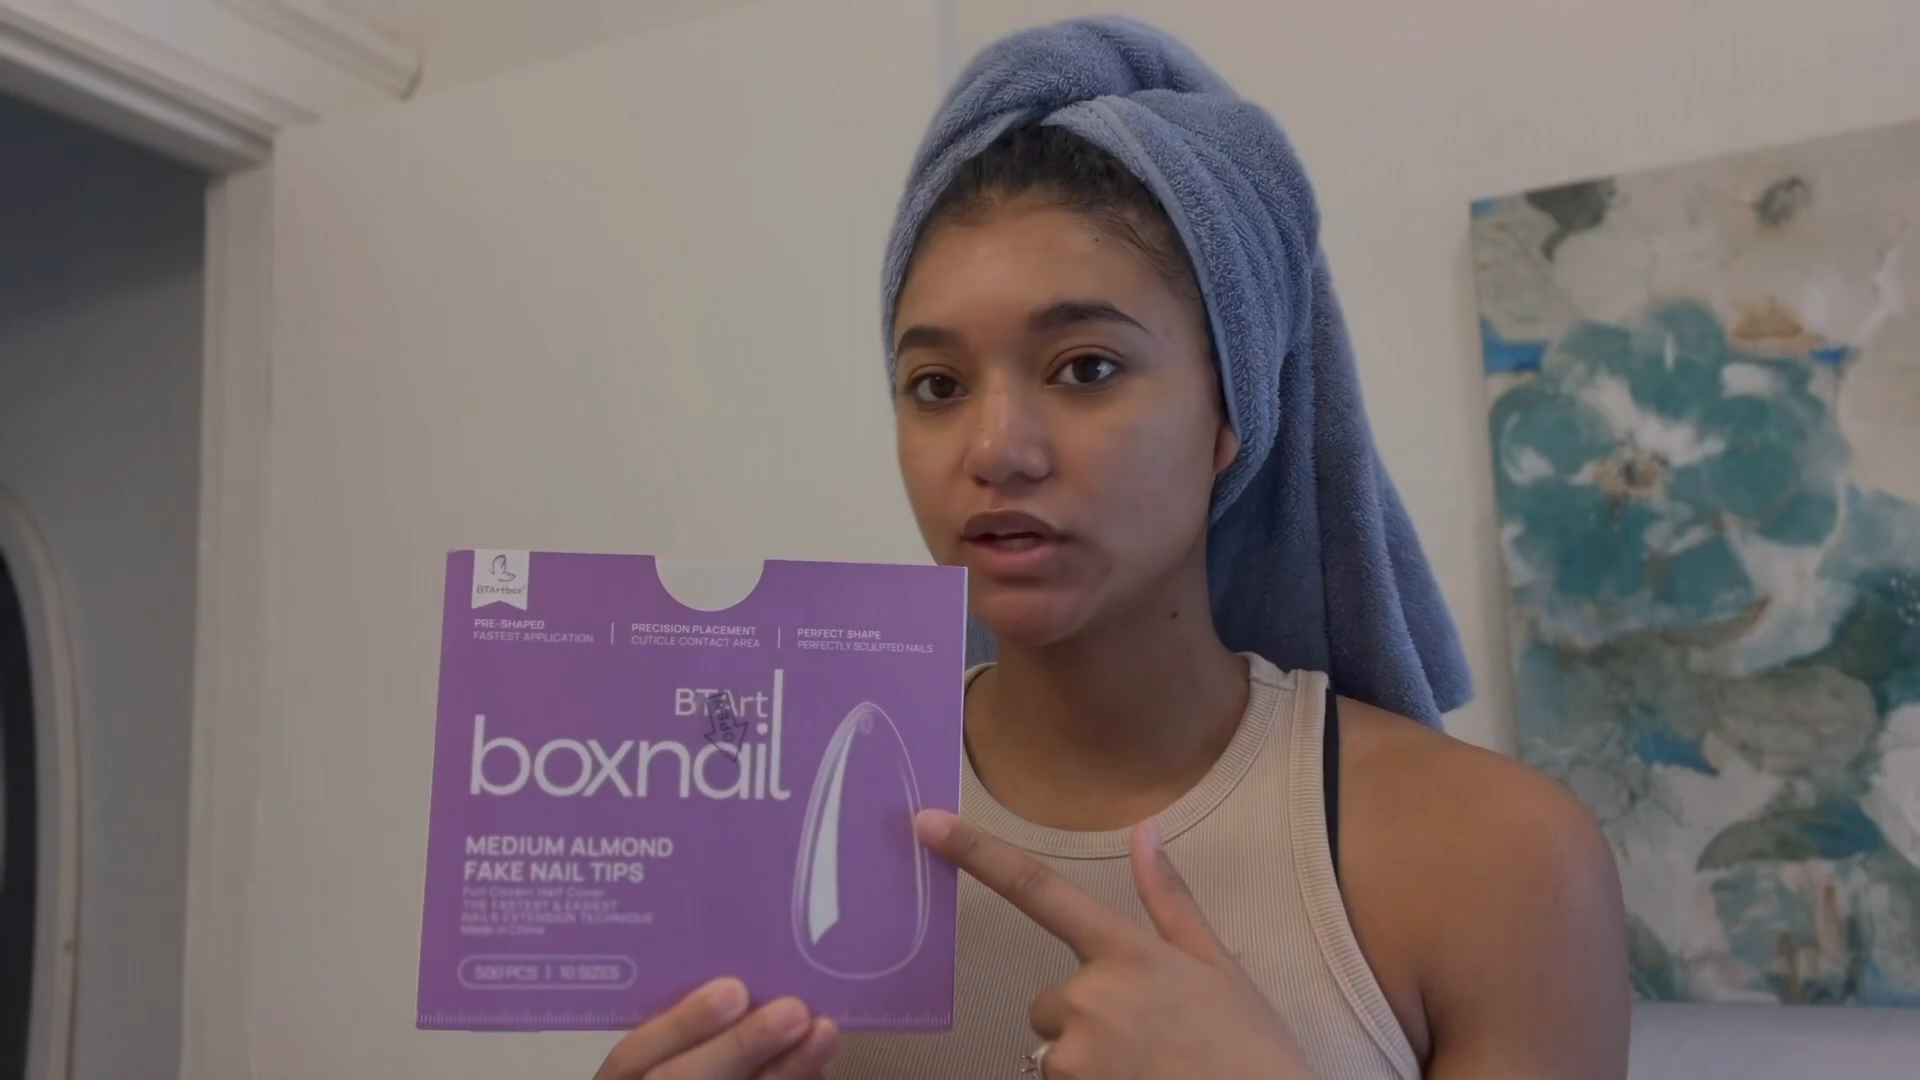 BTArtbox
PRE-SHAPED
FASTEST APPLICATION
PRECISION PLACEMENT
CUTICLE CONTACT AREA
PERFECT SHAPE
PERFECTLY SCULPTED NAILS
BTArt
OPEN
boxnail
MEDIUM ALMOND
FAKE NAIL TIPS
Full Cover/ Half Cover
THE FASTEST & EASIEST
NAILS EXTENSION TECHNIQUE
Made in China
500 PCS | 10 SIZES